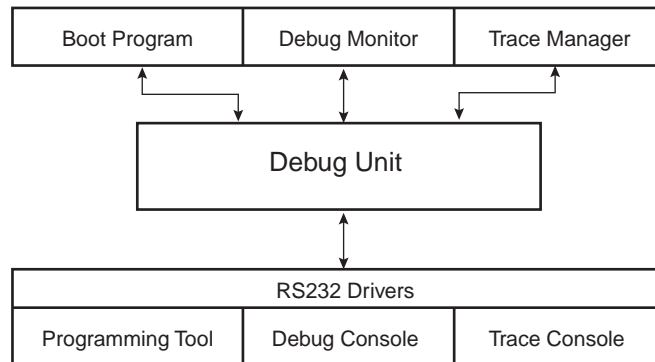 Boot Program
Debug Monitor
Trace Manager
Debug Unit
RS232 Drivers
Programming Tool
Debug Console
Trace Console